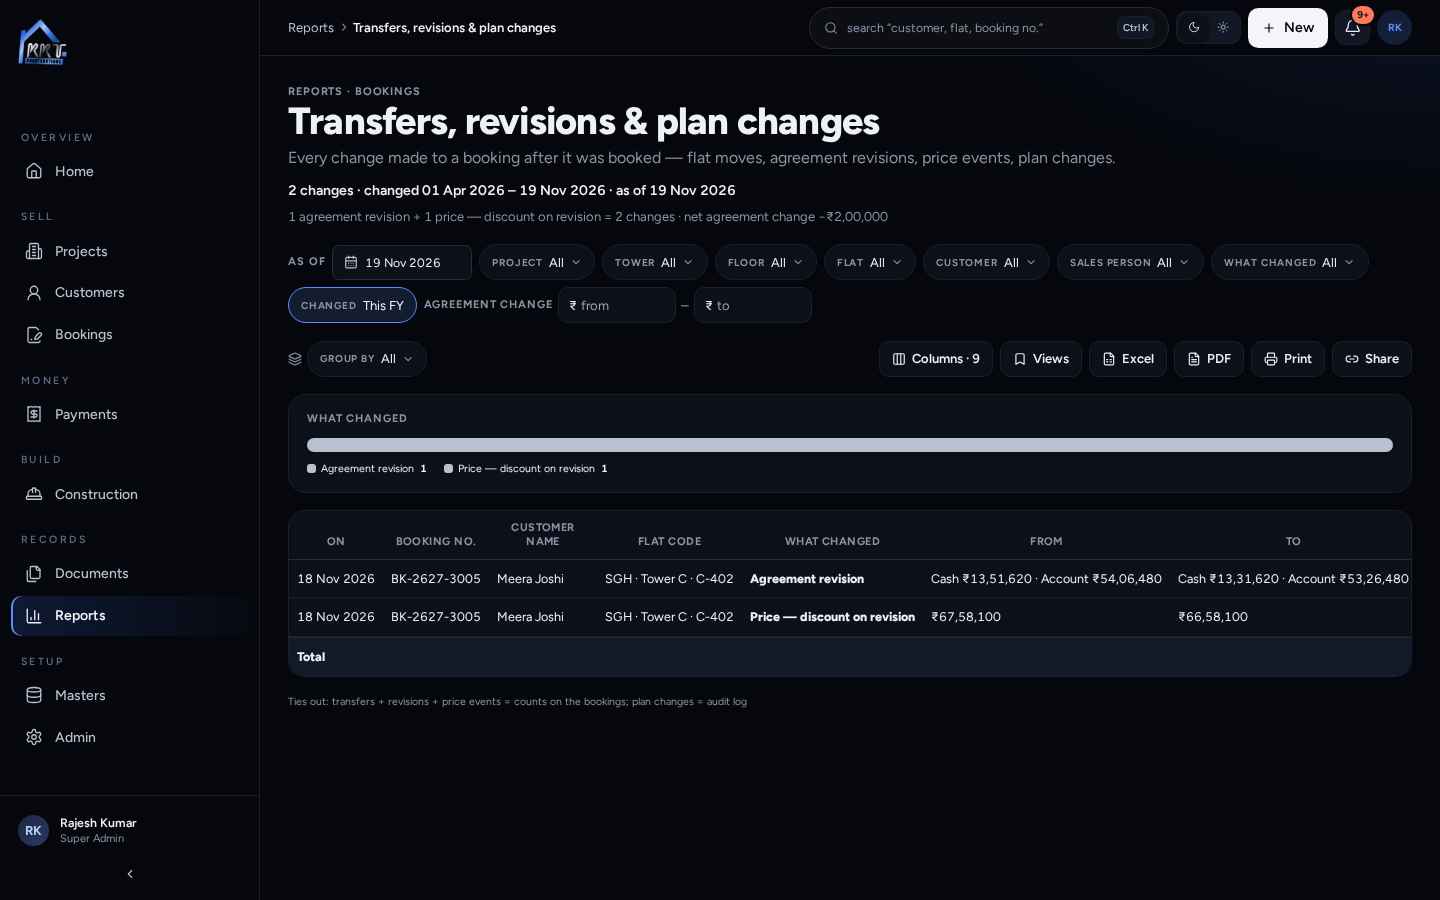 OVERVIEW
Home
SELL
Projects
Customers
Bookings
MONEY
Payments
BUILD
Construction
RECORDS
Documents
Reports
SETUP
Masters
Admin
RK
Rajesh Kumar
Super Admin
Reports > Transfers, revisions & plan changes
search “customer, flat, booking no.” Ctrl K
+ New
9+
RK
REPORTS · BOOKINGS
Transfers, revisions & plan changes
Every change made to a booking after it was booked — flat moves, agreement revisions, price events, plan changes.
2 changes · changed 01 Apr 2026 – 19 Nov 2026 · as of 19 Nov 2026
1 agreement revision + 1 price — discount on revision = 2 changes · net agreement change −₹2,00,000
AS OF 19 Nov 2026 PROJECT All TOWER All FLOOR All FLAT All CUSTOMER All SALES PERSON All WHAT CHANGED All
CHANGED This FY AGREEMENT CHANGE ₹ from – ₹ to
GROUP BY All Columns · 9 Views Excel PDF Print Share
WHAT CHANGED
Agreement revision 1 Price — discount on revision 1
ON BOOKING NO. CUSTOMER NAME FLAT CODE WHAT CHANGED FROM TO
18 Nov 2026 BK-2627-3005 Meera Joshi SGH · Tower C · C-402 Agreement revision Cash ₹13,51,620 · Account ₹54,06,480 Cash ₹13,31,620 · Account ₹53,26,480
18 Nov 2026 BK-2627-3005 Meera Joshi SGH · Tower C · C-402 Price — discount on revision ₹67,58,100 ₹66,58,100
Total
Ties out: transfers + revisions + price events = counts on the bookings; plan changes = audit log